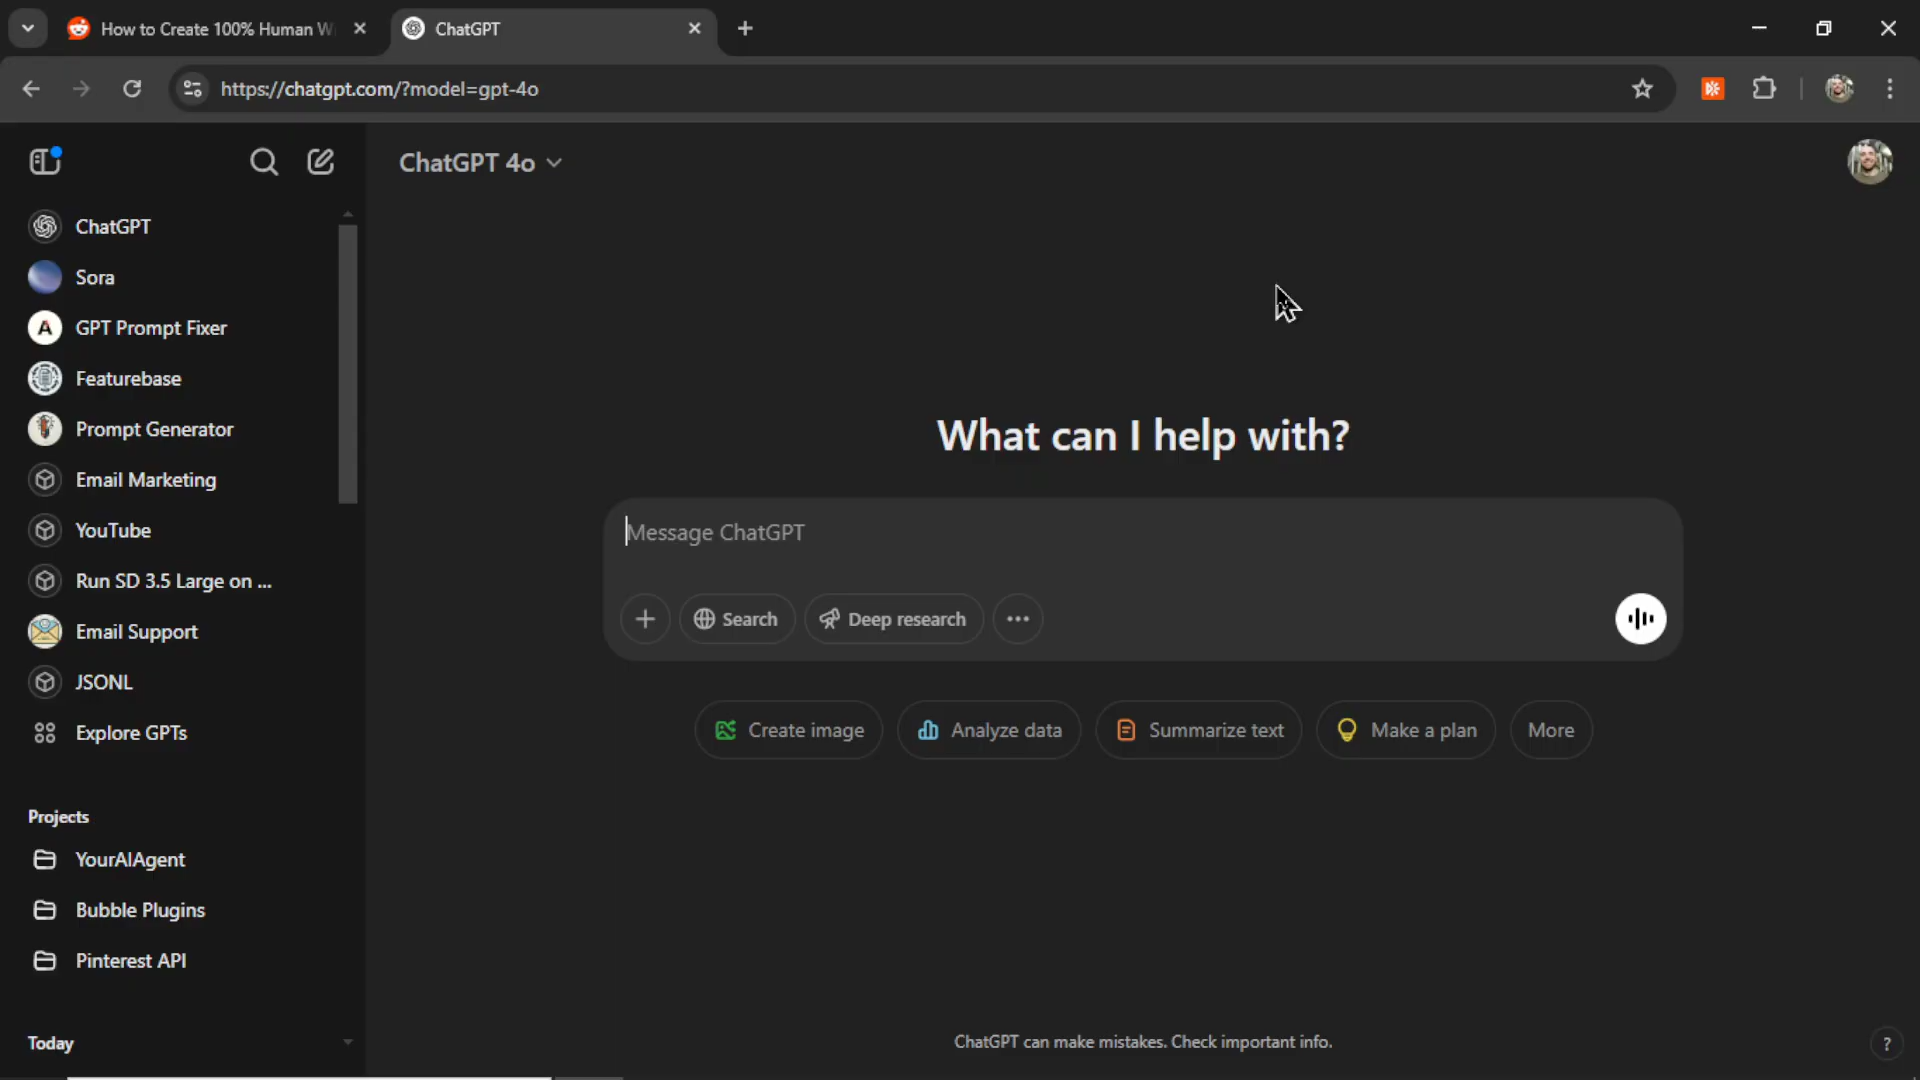 How to Create 100% Human W
ChatGPT
https://chatgpt.com/?model=gpt-4o
ChatGPT 4o
ChatGPT
Sora
GPT Prompt Fixer
Featurebase
Prompt Generator
Email Marketing
YouTube
Run SD 3.5 Large on ...
Email Support
JSONL
Explore GPTs
Projects
YourAIAgent
Bubble Plugins
Pinterest API
Today
What can I help with?
Message ChatGPT
Search
Deep research
Create image
Analyze data
Summarize text
Make a plan
More
ChatGPT can make mistakes. Check important info.
?